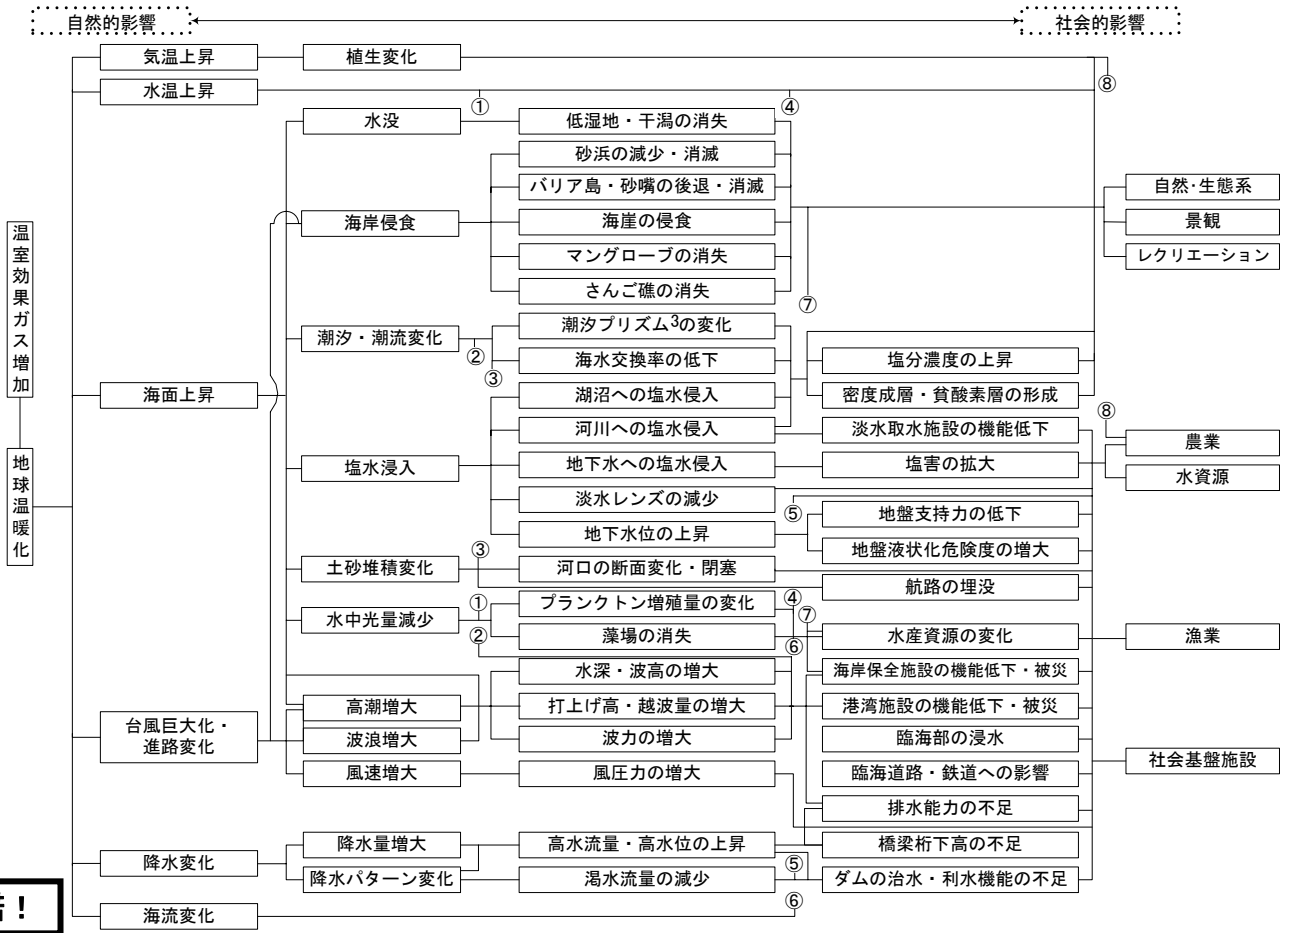 自然的影響
社会的影響
気温上昇
植生変化
⑧
水温上昇
①
④
水没
低湿地・干潟の消失
砂浜の減少・消滅
バリア島・砂嘴の後退・消滅
自然・生態系
海岸侵食
海崖の侵食
景観
マングローブの消失
レクリエーション
さんご礁の消失
⑦
温室効果ガス増加
潮汐・潮流変化
②
③
潮汐プリズム3の変化
海水交換率の低下
塩分濃度の上昇
海面上昇
湖沼への塩水侵入
密度成層・貧酸素層の形成
⑧
河川への塩水侵入
淡水取水施設の機能低下
農業
地球温暖化
塩水浸入
地下水への塩水侵入
塩害の拡大
水資源
淡水レンズの減少
⑤
地盤支持力の低下
地下水位の上昇
地盤液状化危険度の増大
③
土砂堆積変化
河口の断面変化・閉塞
航路の埋没
①
水中光量減少
②
プランクトン増殖量の変化
④
⑦
藻場の消失
⑥
水産資源の変化
漁業
水深・波高の増大
海岸保全施設の機能低下・被災
高潮増大
打上げ高・越波量の増大
港湾施設の機能低下・被災
台風巨大化・
進路変化
波浪増大
波力の増大
臨海部の浸水
社会基盤施設
風速増大
風圧力の増大
臨海道路・鉄道への影響
排水能力の不足
降水変化
降水量増大
高水流量・高水位の上昇
橋梁桁下高の不足
降水パターン変化
渇水流量の減少
⑤
ダムの治水・利水機能の不足
海流変化
⑥
！